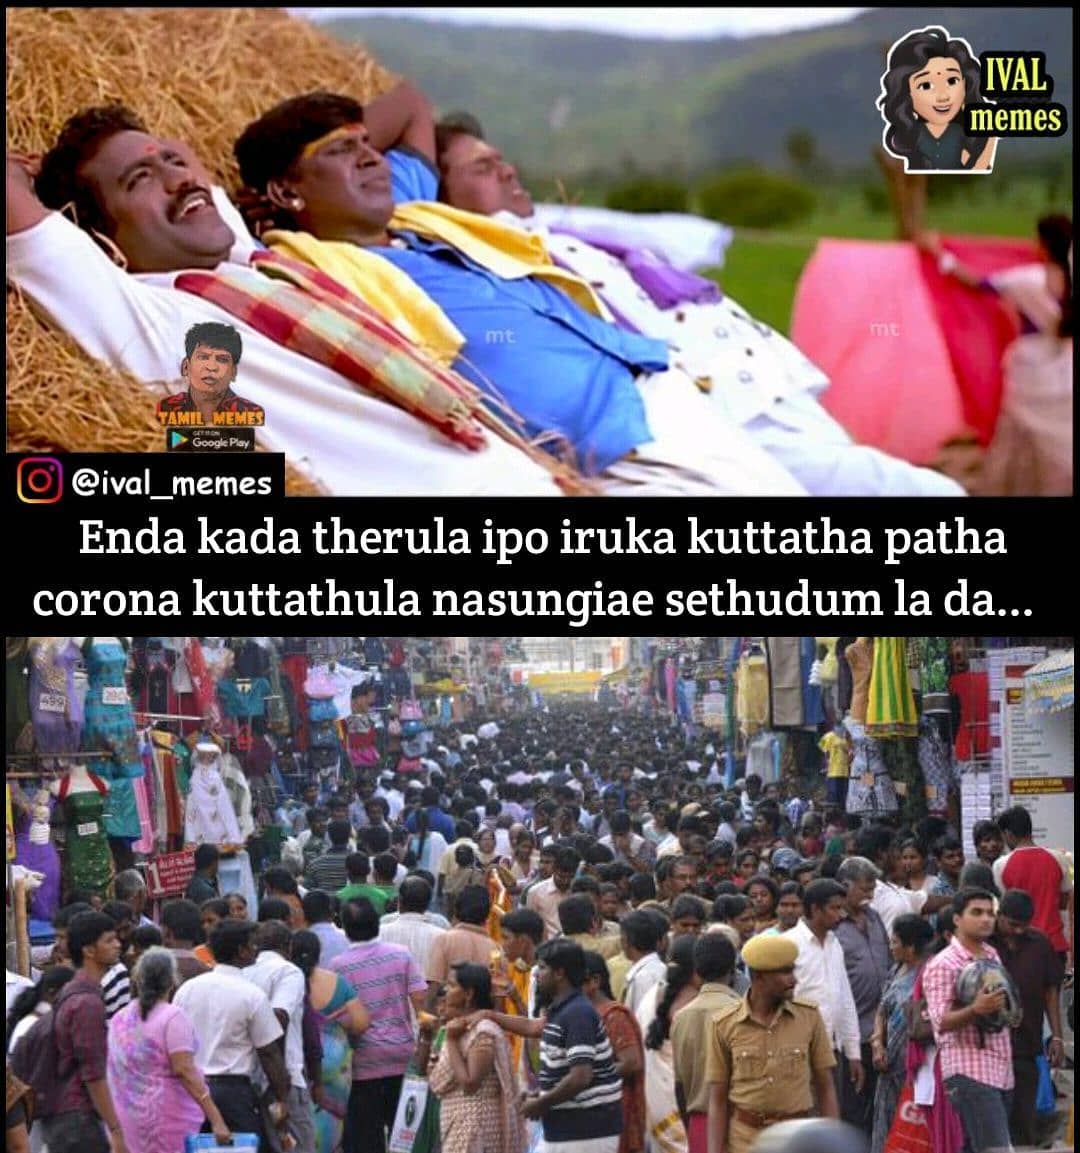 IVAL
memes
mt
mt
TAMIL MEMES
GET IT ON
Google Play
@ival_memes
Enda kada therula ipo iruka kuttatha patha
corona kuttathula nasungiae sethudum la da...
499